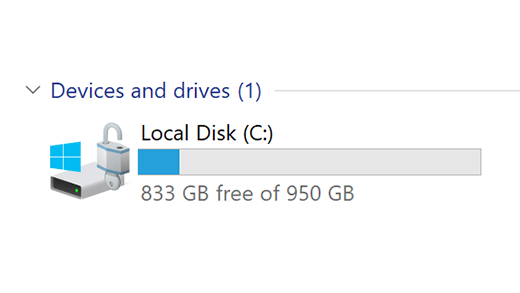 Devices and drives (1)
Local Disk (C:)
833 GB free of 950 GB